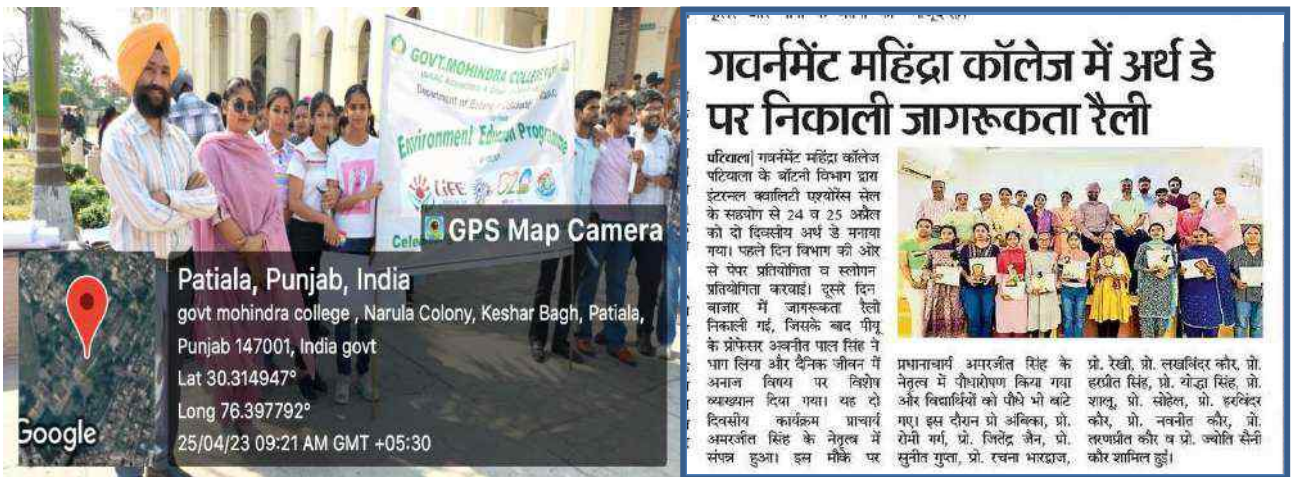 GOVT.MOHINDRA COLLEGE
Department of
Environment Education Programme
LiFE
G20
Cele
GPS Map Camera
Patiala, Punjab, India
govt mohindra college , Narula Colony, Keshar Bagh, Patiala,
Punjab 147001, India govt
Lat 30.314947°
Long 76.397792°
25/04/23 09:21 AM GMT +05:30
Google
गवर्नमेंट महिंद्रा कॉलेज में अर्थ डे
पर निकाली जागरूकता रैली
पटियाला| गवर्नमेंट महिंद्रा कॉलेज
पटियाला के बॉटनी विभाग द्वारा
इंटरनल क्वालिटी एश्योरेंस सेल
के सहयोग से 24 व 25 अप्रैल
को दो दिवसीय अर्थ डे मनाया
गया। पहले दिन विभाग की ओर
से पेपर प्रतियोगिता व स्लोगन
प्रतियोगिता करवाई। दूसरे दिन
बाजार में जागरूकता रैली
निकाली गई, जिसके बाद पीयू
के प्रोफेसर अवनीत पाल सिंह ने
भाग लिया और दैनिक जीवन में
अनाज विषय पर विशेष
व्याख्यान दिया गया। यह दो
दिवसीय कार्यक्रम प्राचार्य
अमरजीत सिंह के नेतृत्व में
संपन्न हुआ। इस मौके पर
प्रधानाचार्य अमरजीत सिंह के
नेतृत्व में पौधारोपण किया गया
और विद्यार्थियों को पौधे भी बांटे
गए। इस दौरान प्रो अंबिका, प्रो.
रोमी गर्ग, प्रो. जितेंद्र जैन, प्रो.
सुनीत गुप्ता, प्रो. रचना भारद्वाज,
प्रो. रेखी, प्रो. लखविंदर कौर, प्रो.
हरप्रीत सिंह, प्रो. योद्धा सिंह, प्रो.
शालू, प्रो. सोहेल, प्रो. हरविंदर
कौर, प्रो. नवनीत कौर, प्रो.
तरणप्रीत कौर व प्रो. ज्योति सैनी
कौर शामिल हुईं।